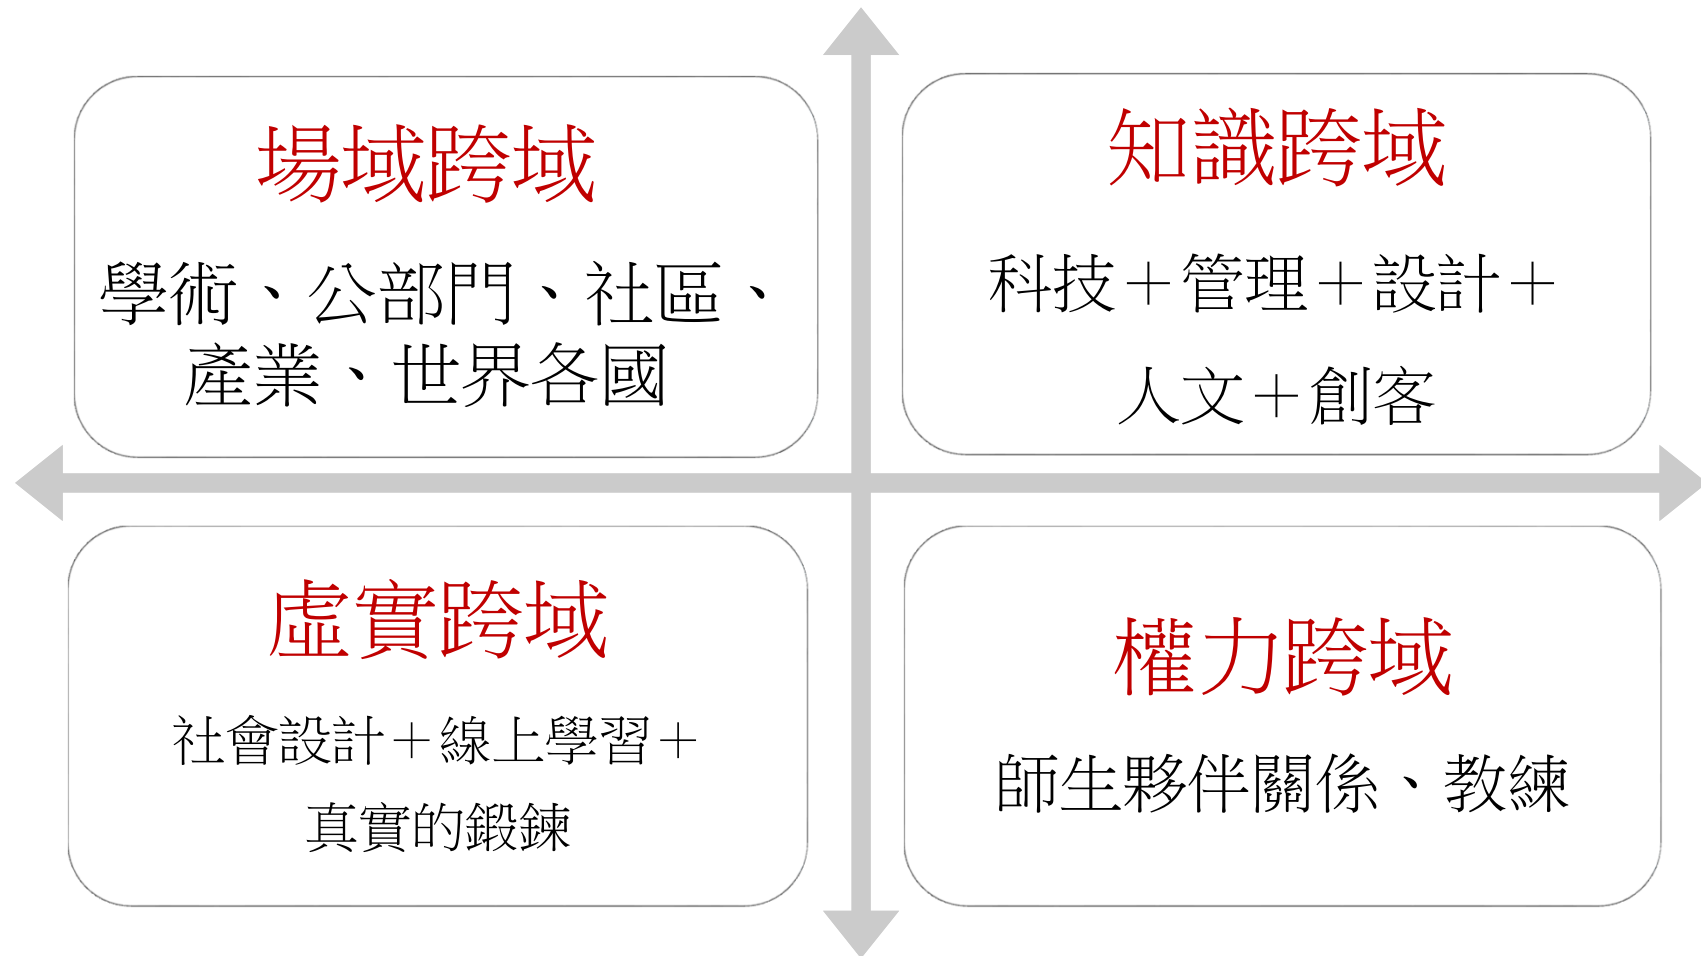 場域跨域
學術、公部門、社區、
產業、世界各國
知識跨域
科技＋管理＋設計＋
人文＋創客
虛實跨域
社會設計＋線上學習＋
真實的鍛鍊
權力跨域
師生夥伴關係、教練